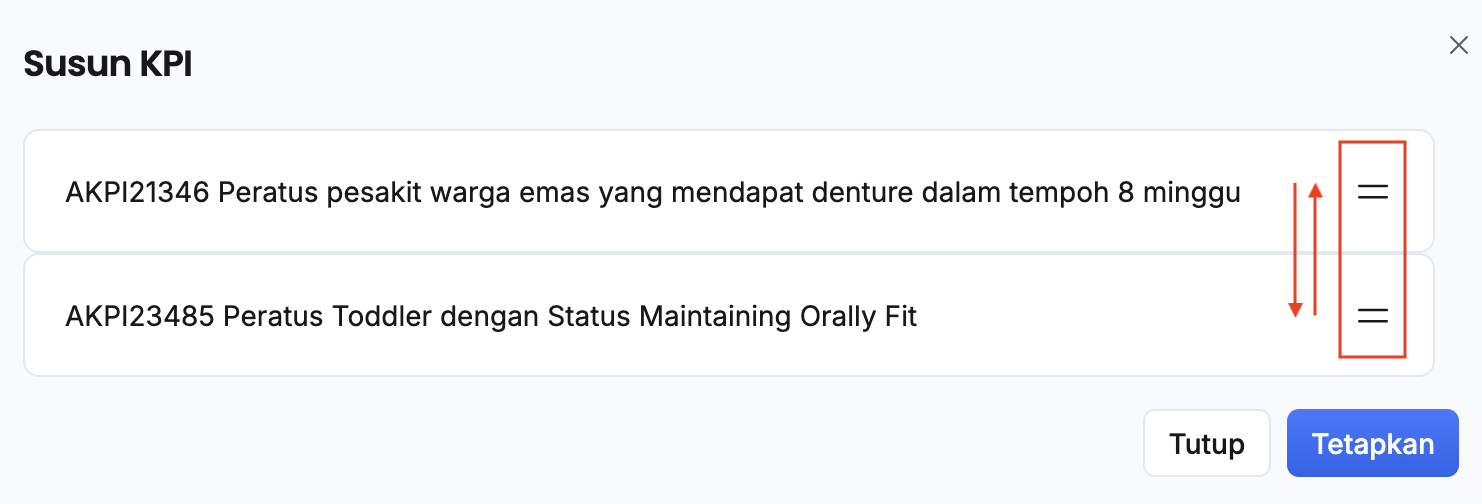 Susun KPI
AKPI21346 Peratus pesakit warga emas yang mendapat denture dalam tempoh 8 minggu
AKPI23485 Peratus Toddler dengan Status Maintaining Orally Fit
Tutup
Tetapkan